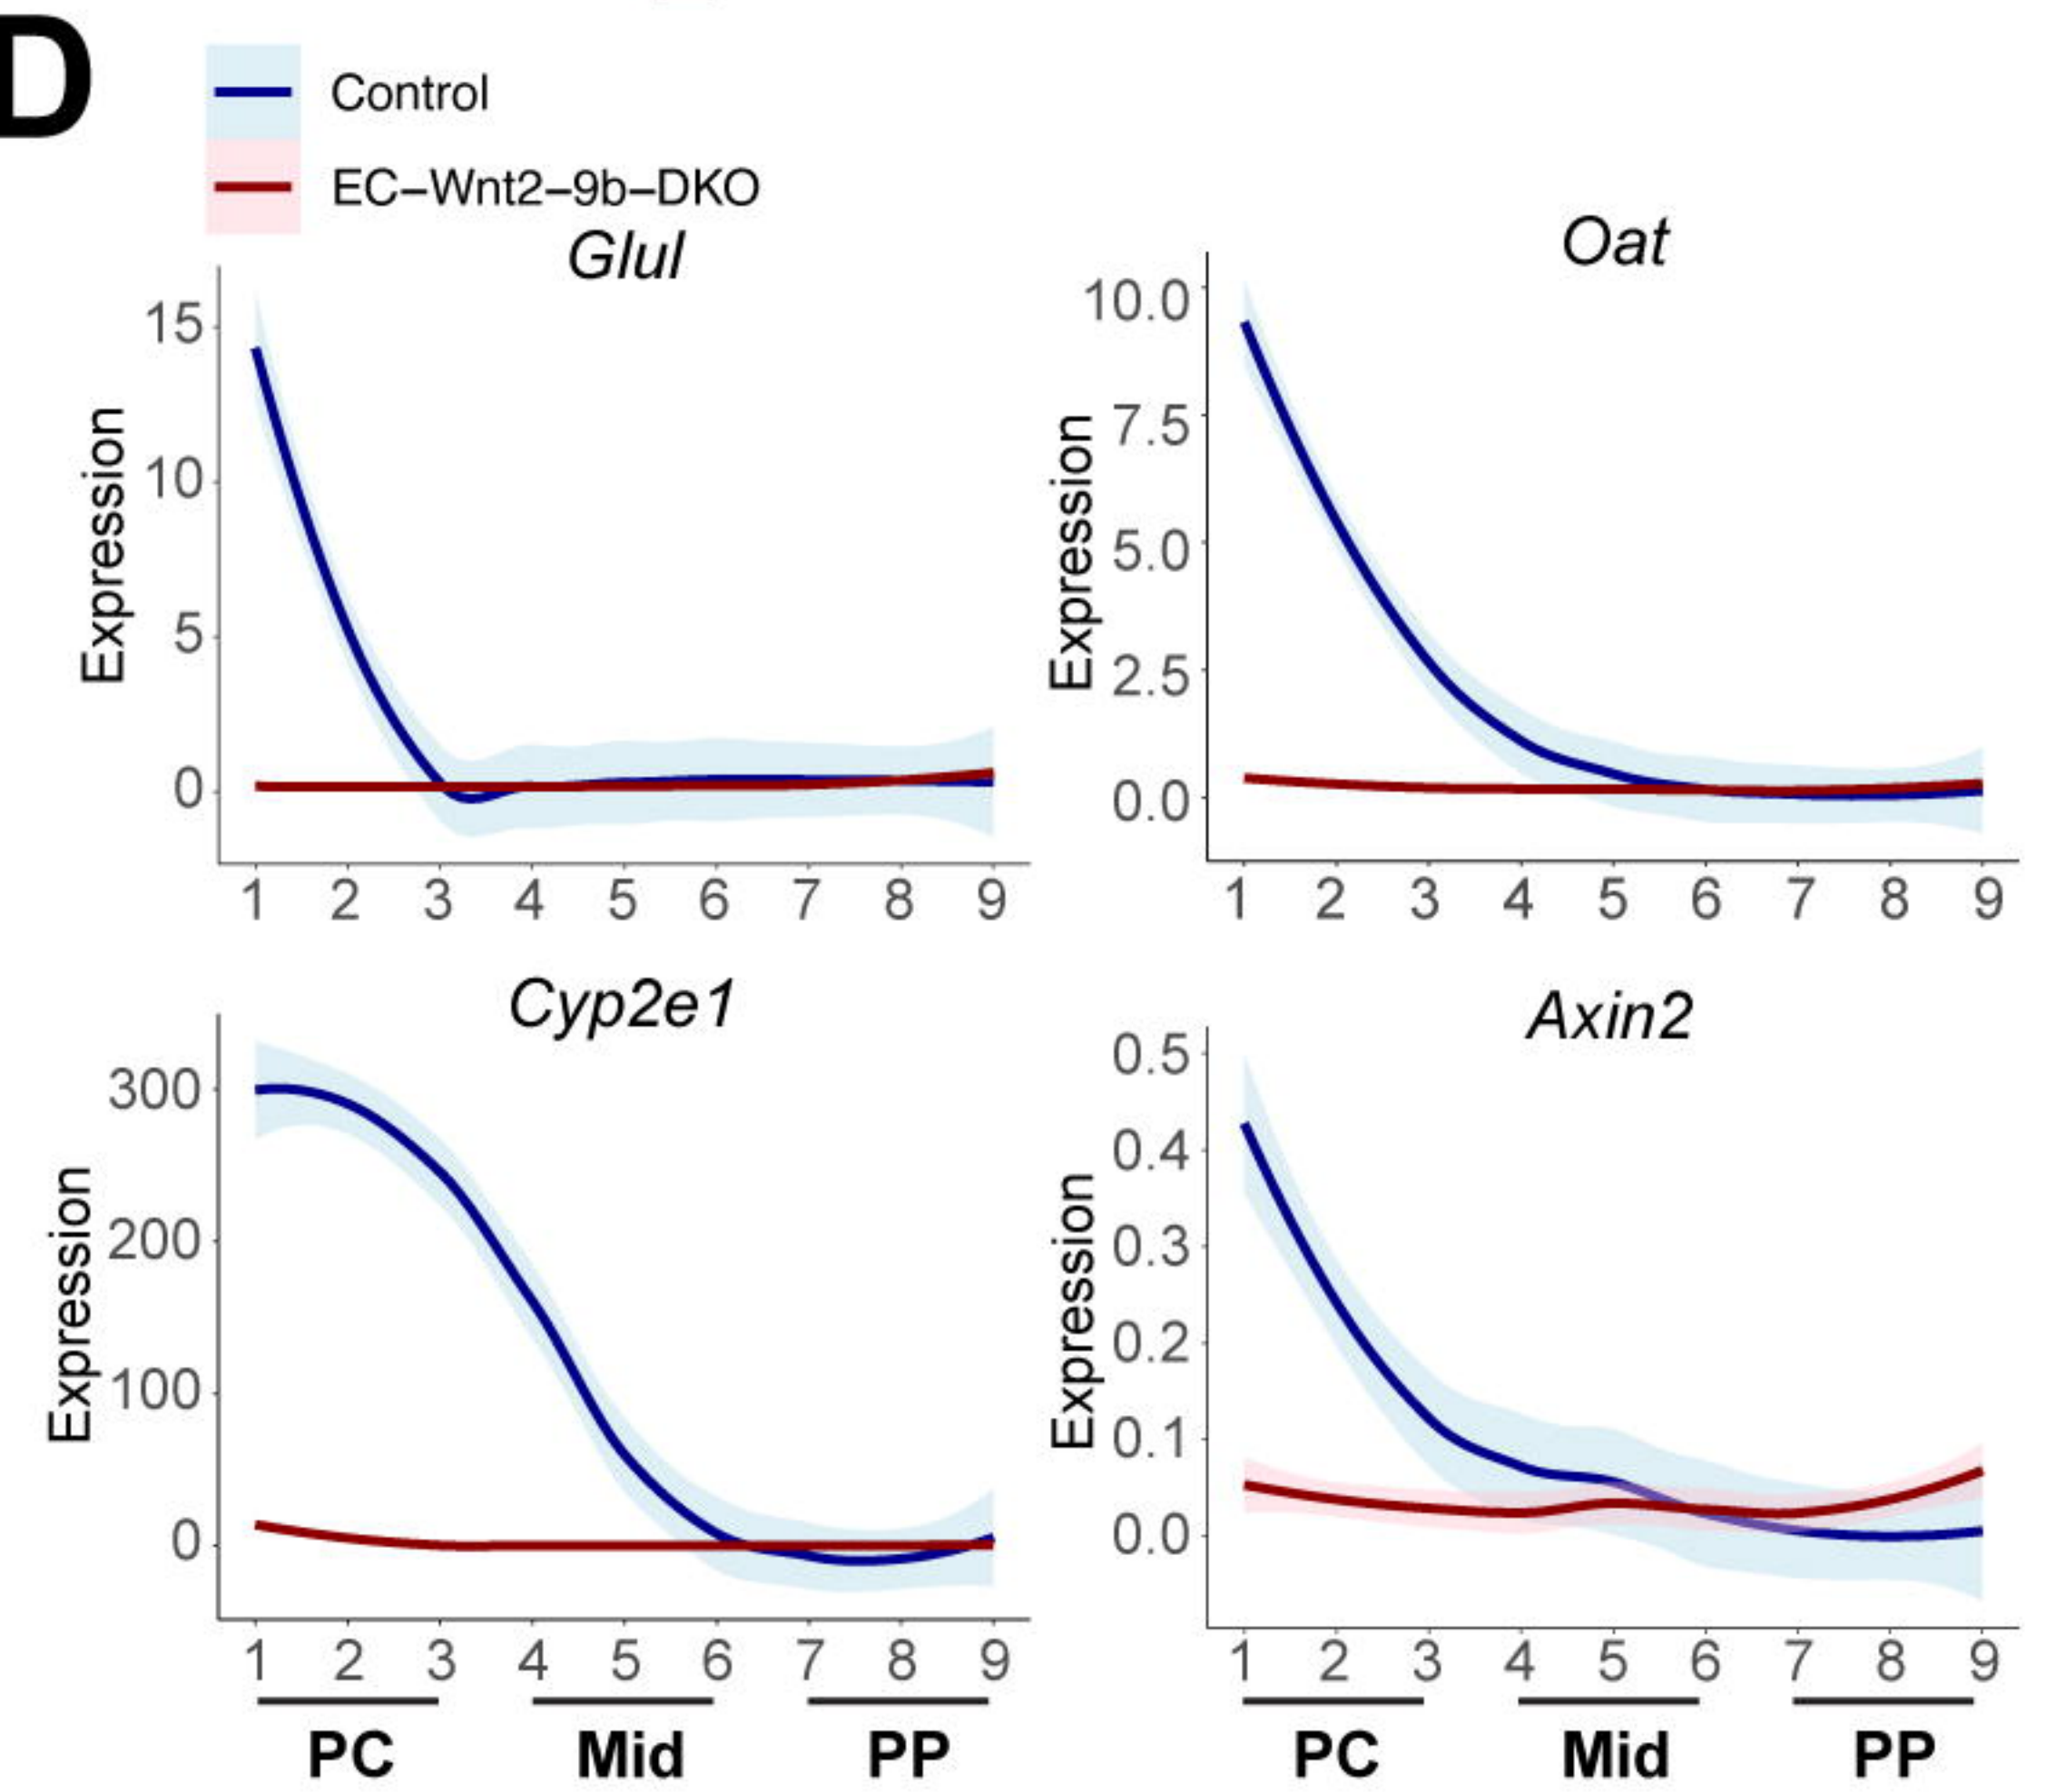 D
Control
EC–Wnt2–9b–DKO
Glul
Expression
15
10
5
0
1 2 3 4 5 6 7 8 9
Oat
Expression
10.0
7.5
5.0
2.5
0.0
1 2 3 4 5 6 7 8 9
Cyp2e1
Expression
300
200
100
0
1 2 3 4 5 6 7 8 9
PC Mid PP
Axin2
Expression
0.5
0.4
0.3
0.2
0.1
0.0
1 2 3 4 5 6 7 8 9
PC Mid PP